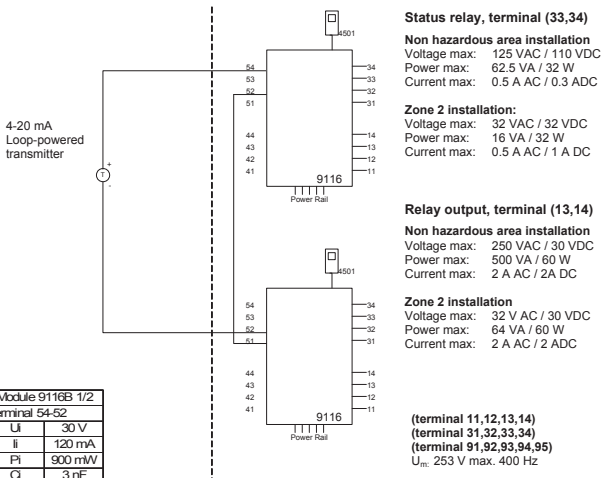 4-20 mA
Loop-powered
transmitter
T
+
-
4501
54
53
52
51
44
43
42
41
34
33
32
31
14
13
12
11
9116
Power Rail
4501
54
53
52
51
44
43
42
41
34
33
32
31
14
13
12
11
9116
Power Rail
Module 9116B 1/2
erminal 54-52
Ui 30 V
Ii 120 mA
Pi 900 mW
Ci 3 nF
Status relay, terminal (33,34)
Non hazardous area installation
Voltage max: 125 VAC / 110 VDC
Power max: 62.5 VA / 32 W
Current max: 0.5 A AC / 0.3 ADC
Zone 2 installation:
Voltage max: 32 VAC / 32 VDC
Power max: 16 VA / 32 W
Current max: 0.5 A AC / 1 A DC
Relay output, terminal (13,14)
Non hazardous area installation
Voltage max: 250 VAC / 30 VDC
Power max: 500 VA / 60 W
Current max: 2 A AC / 2A DC
Zone 2 installation
Voltage max: 32 V AC / 30 VDC
Power max: 64 VA / 60 W
Current max: 2 A AC / 2 ADC
(terminal 11,12,13,14)
(terminal 31,32,33,34)
(terminal 91,92,93,94,95)
Um: 253 V max. 400 Hz